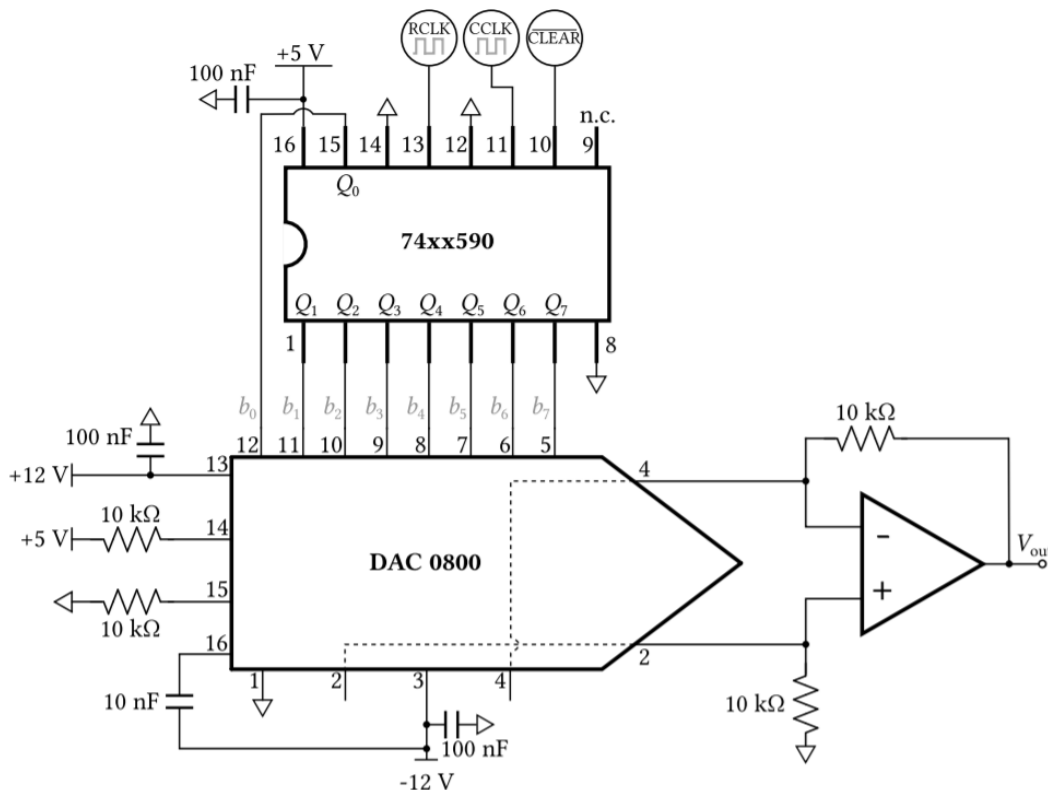 RCLK CCLK CLEAR
+5 V
100 nF
n.c.
16 15 14 13 12 11 10 9
Q0
74xx590
Q1 Q2 Q3 Q4 Q5 Q6 Q7
1 8
b0 b1 b2 b3 b4 b5 b6 b7
12 11 10 9 8 7 6 5
100 nF
+12 V 13
10 kΩ
+5 V 14
DAC 0800
15
10 kΩ
16
10 nF
1 2 3 4
100 nF
-12 V
4
10 kΩ
-
+
Vout
2
10 kΩ